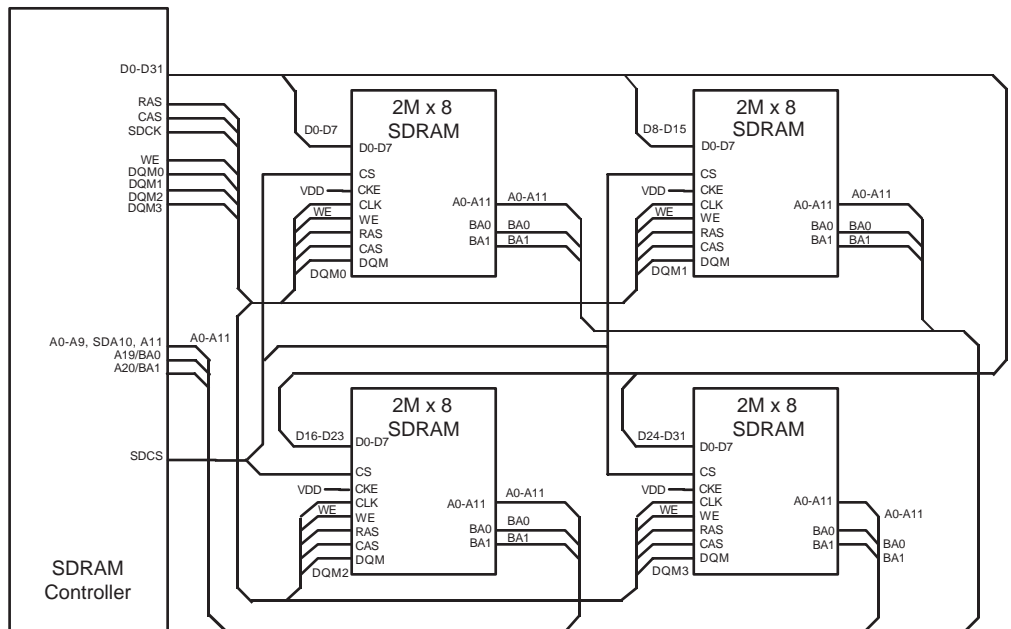 D0-D31
RAS
CAS
SDCK
WE
DQM0
DQM1
DQM2
DQM3
A0-A9, SDA10, A11
A19/BA0
A20/BA1
A0-A11
SDCS
SDRAM
Controller
2M x 8
SDRAM
D0-D7
D0-D7
CS
VDD
CKE
CLK
WE
WE
RAS
CAS
DQM
DQM0
A0-A11
A0-A11
BA0
BA0
BA1
BA1
2M x 8
SDRAM
D8-D15
D0-D7
CS
VDD
CKE
CLK
WE
WE
RAS
CAS
DQM
DQM1
A0-A11
A0-A11
BA0
BA0
BA1
BA1
2M x 8
SDRAM
D16-D23
D0-D7
CS
VDD
CKE
CLK
WE
WE
RAS
CAS
DQM
DQM2
A0-A11
A0-A11
BA0
BA0
BA1
BA1
2M x 8
SDRAM
D24-D31
D0-D7
CS
VDD
CKE
CLK
WE
WE
RAS
CAS
DQM
DQM3
A0-A11
A0-A11
BA0
BA1
BA0
BA1